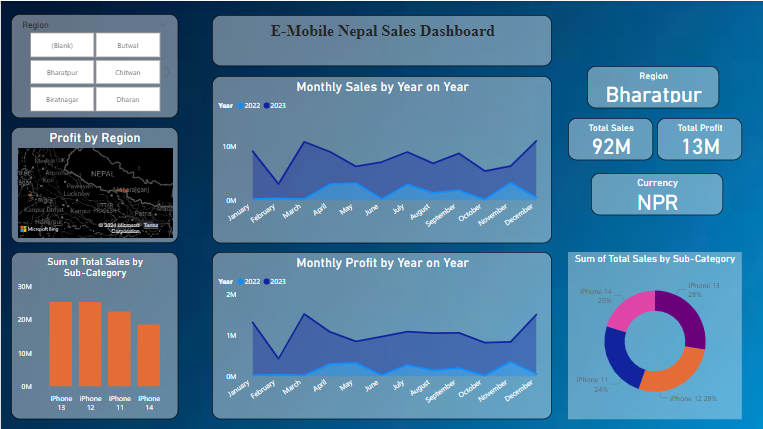 Region
(Blank)
Butwal
Bharatpur
Chitwan
Biratnagar
Dharan
E-Mobile Nepal Sales Dashboard
Monthly Sales by Year on Year
Year 2022 2023
10M
0M
January
February
March
April
May
June
July
August
September
October
November
December
Region
Bharatpur
Total Sales
92M
Total Profit
13M
Currency
NPR
Profit by Region
NEPAL
Lucknow
Kanpur
Patna
Microsoft Bing
Terms
Sum of Total Sales by
Sub-Category
30M
20M
10M
0M
iPhone
13
iPhone
12
iPhone
11
iPhone
14
Monthly Profit by Year on Year
Year 2022 2023
2M
1M
0M
January
February
March
April
May
June
July
August
September
October
November
December
Sum of Total Sales by Sub-Category
iPhone 14
20%
iPhone 13
28%
iPhone 11
24%
iPhone 12 28%